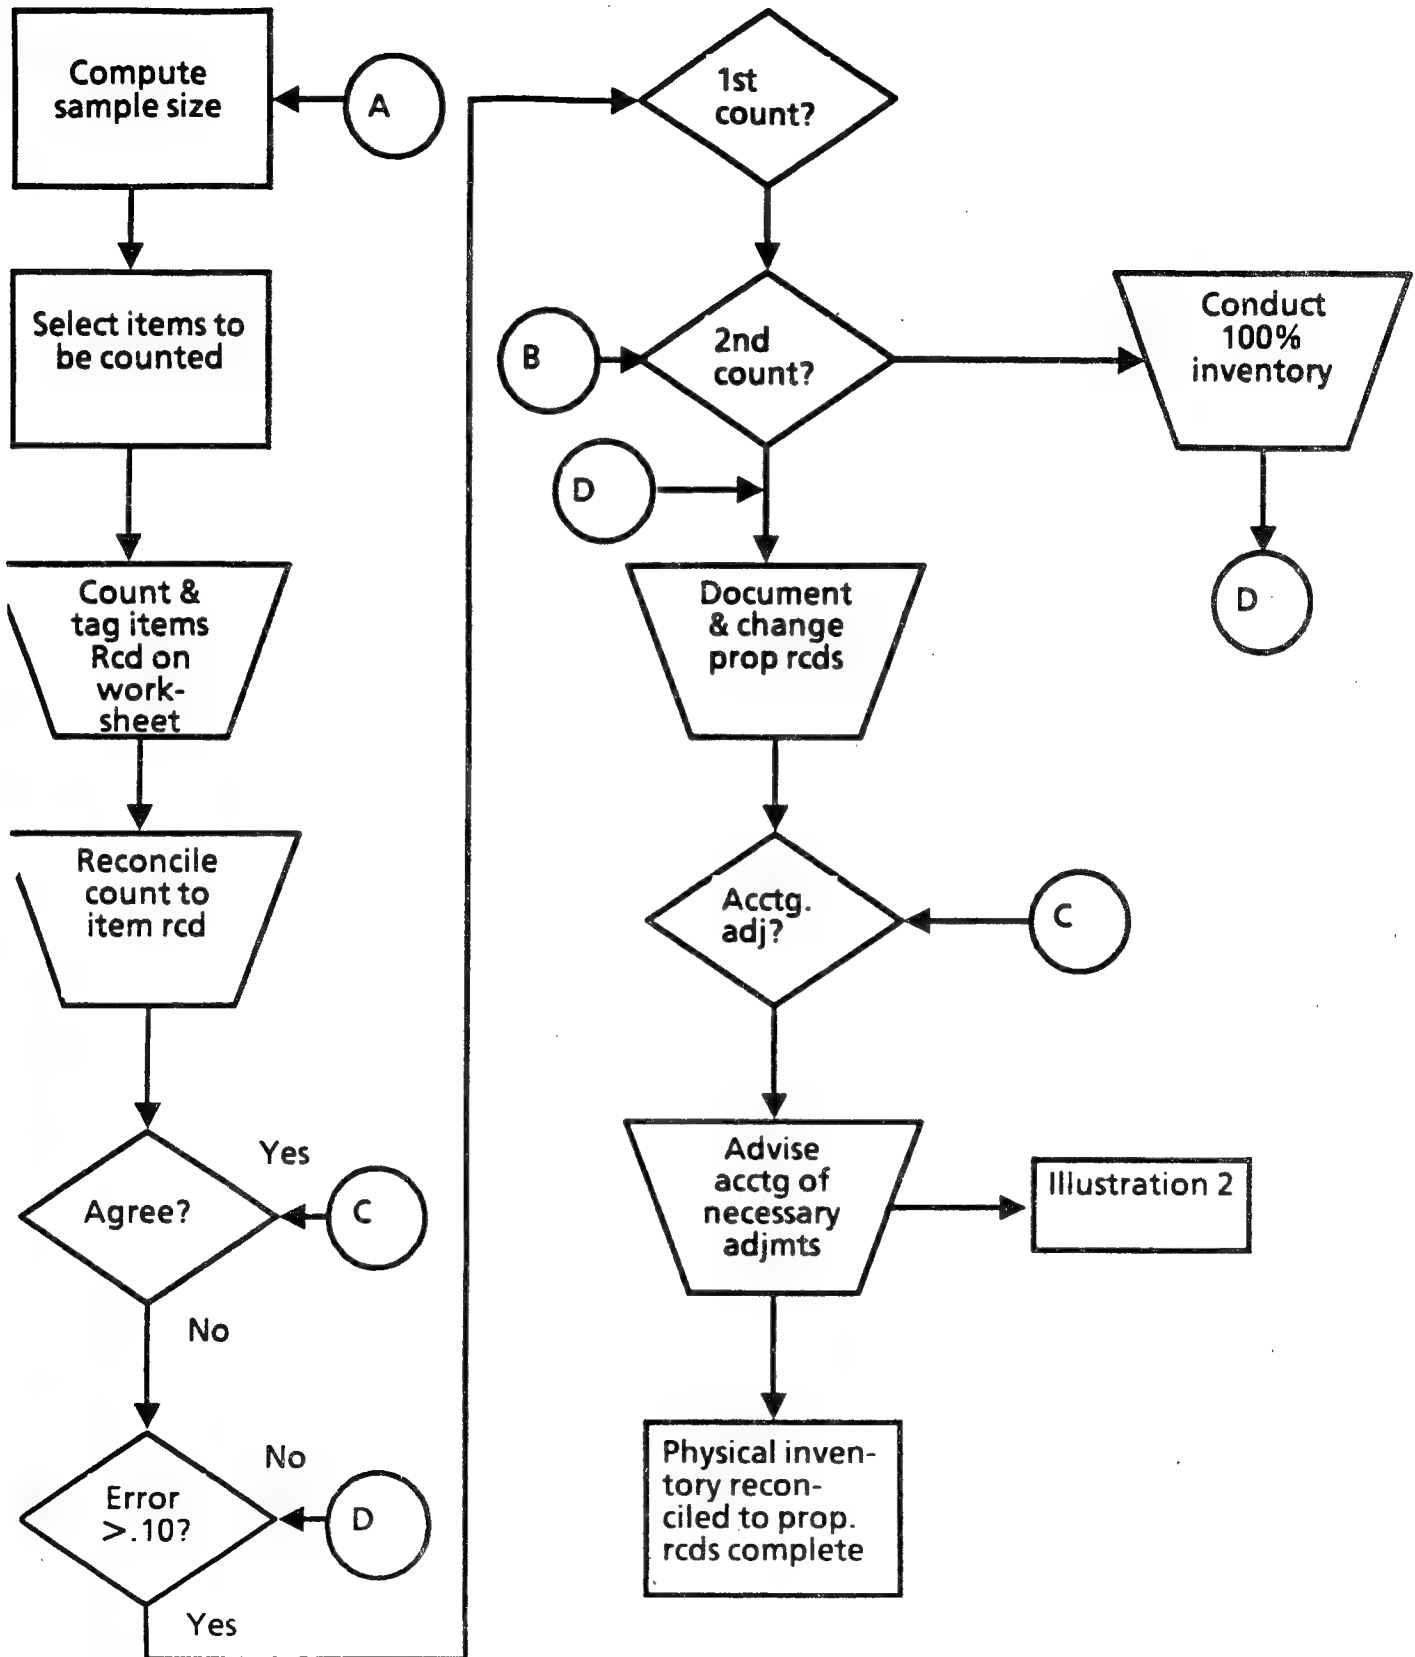 Compute
sample size
A
Select items to
be counted
Count &
tag items
Rcd on
work-
sheet
Reconcile
count to
item rcd
Agree?
Yes
C
No
Error
>.10?
No
D
Yes
1st
count?
B
2nd
count?
Conduct
100%
inventory
D
D
Document
& change
prop rcds
Acctg.
adj?
C
Advise
acctg of
necessary
adjmts
Illustration 2
Physical inven-
tory recon-
ciled to prop.
rcds complete